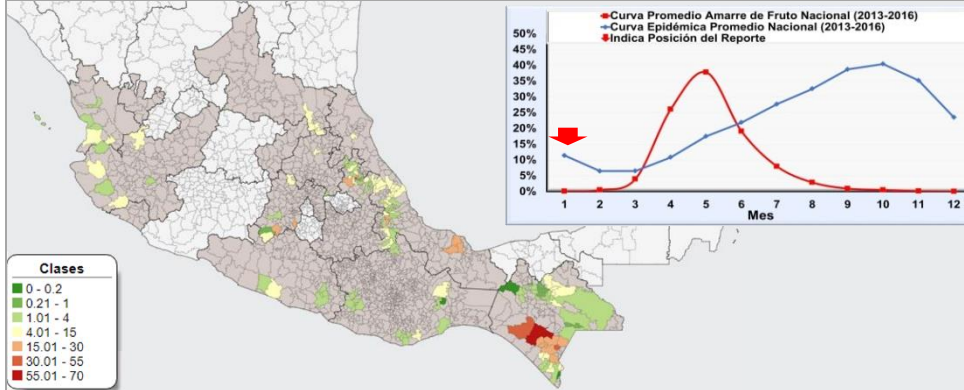 Curva Promedio Amarre de Fruto Nacional (2013-2016)
Curva Epidémica Promedio Nacional (2013-2016)
Indica Posición del Reporte
50%
45%
40%
35%
30%
25%
20%
15%
10%
5%
0%
1 2 3 4 5 6 7 8 9 10 11 12
Mes
Clases
0 - 0.2
0.21 - 1
1.01 - 4
4.01 - 15
15.01 - 30
30.01 - 55
55.01 - 70